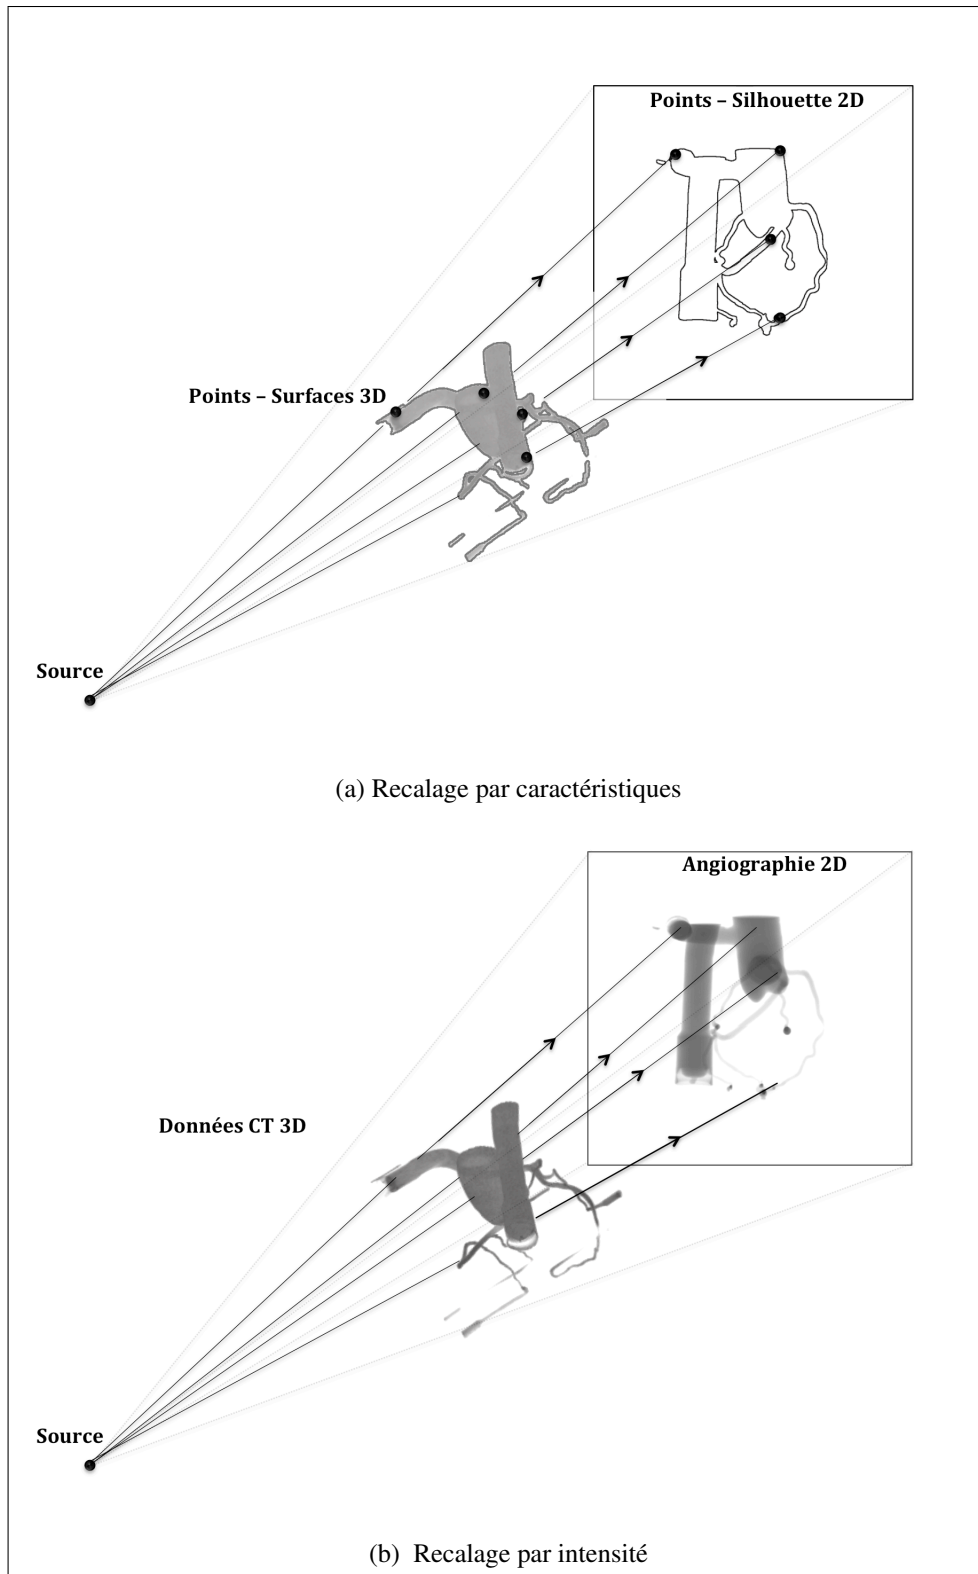 Points – Silhouette 2D
Points – Surfaces 3D
Source
(a) Recalage par caractéristiques
Angiographie 2D
Données CT 3D
Source
(b) Recalage par intensité